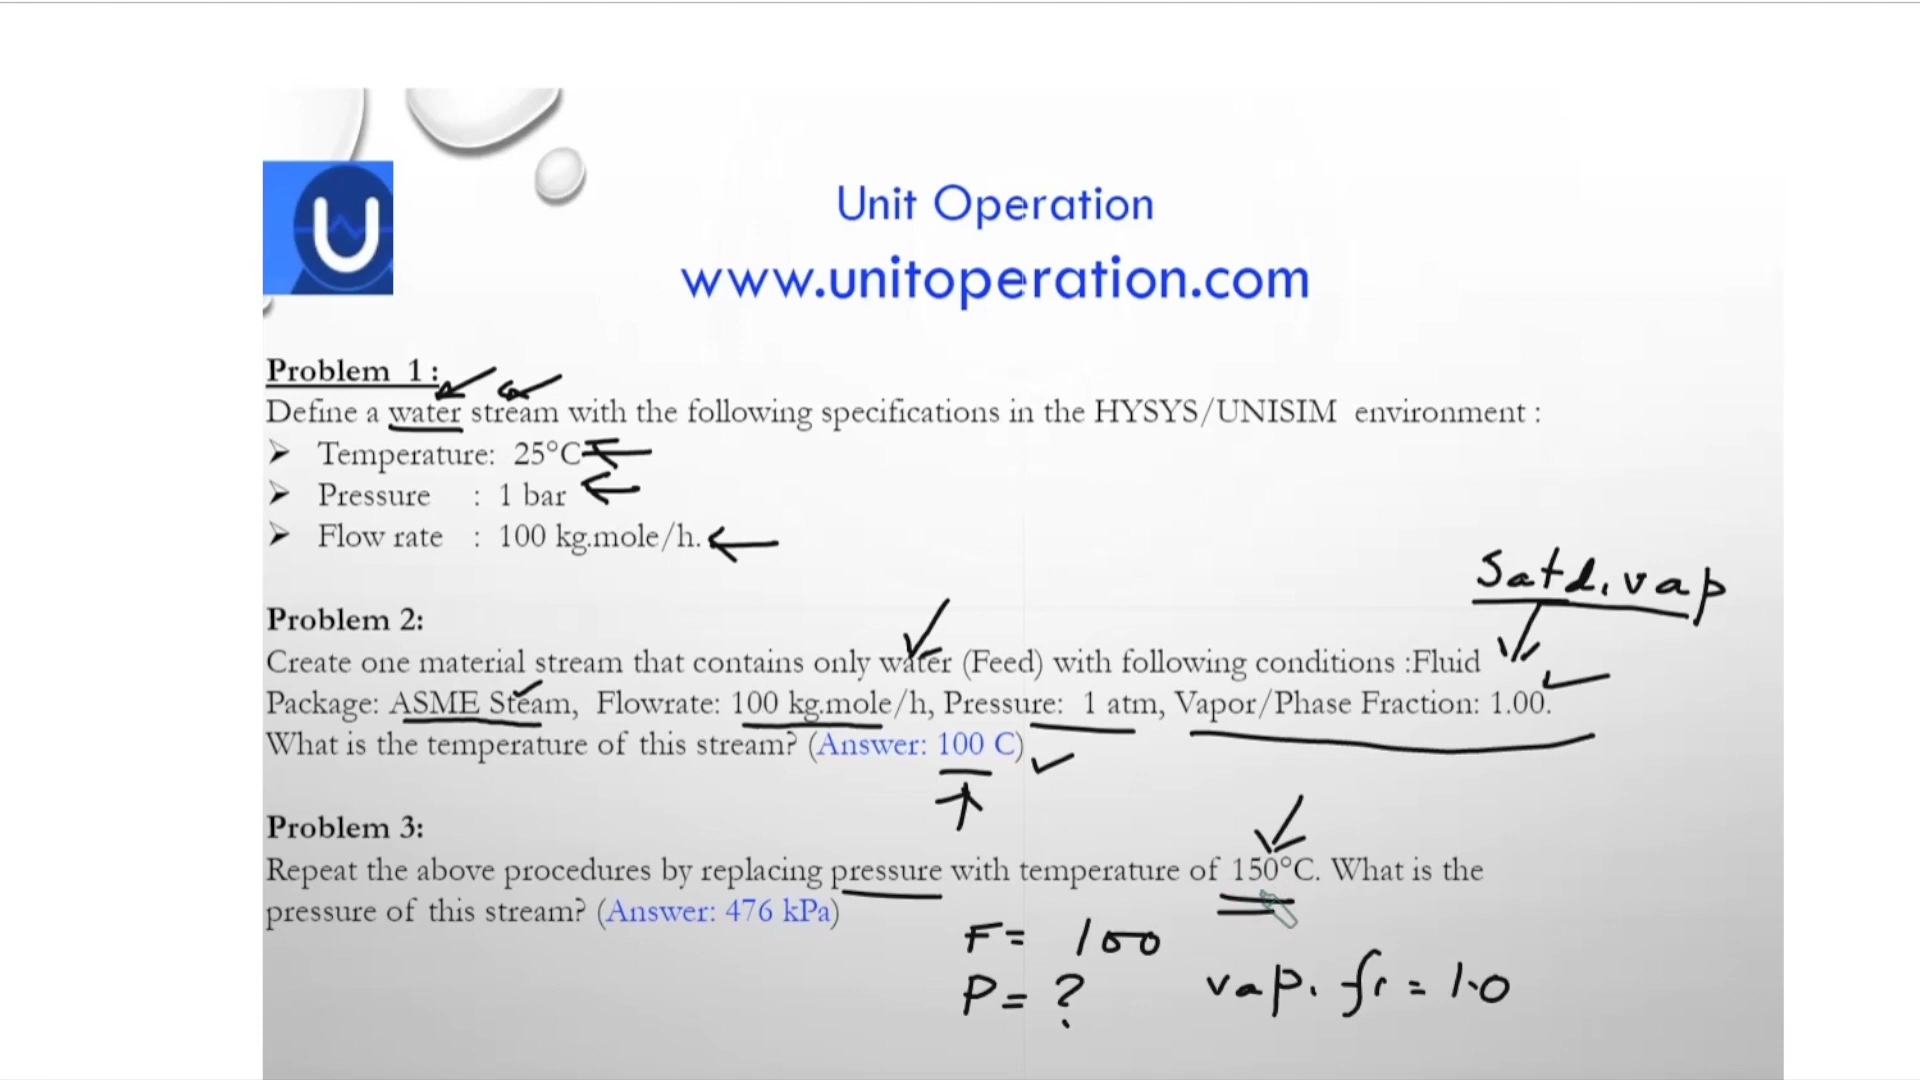 U
Unit Operation
www.unitoperation.com
Problem 1:
Define a water stream with the following specifications in the HYSYS/UNISIM environment :
➢ Temperature: 25°C
➢ Pressure : 1 bar
➢ Flow rate : 100 kg.mole/h.
Satd. vap
Problem 2:
Create one material stream that contains only water (Feed) with following conditions :Fluid
Package: ASME Steam, Flowrate: 100 kg.mole/h, Pressure: 1 atm, Vapor/Phase Fraction: 1.00.
What is the temperature of this stream? (Answer: 100 C)
Problem 3:
Repeat the above procedures by replacing pressure with temperature of 150°C. What is the
pressure of this stream? (Answer: 476 kPa)
F= 100
P= ? vap. fr = 1.0